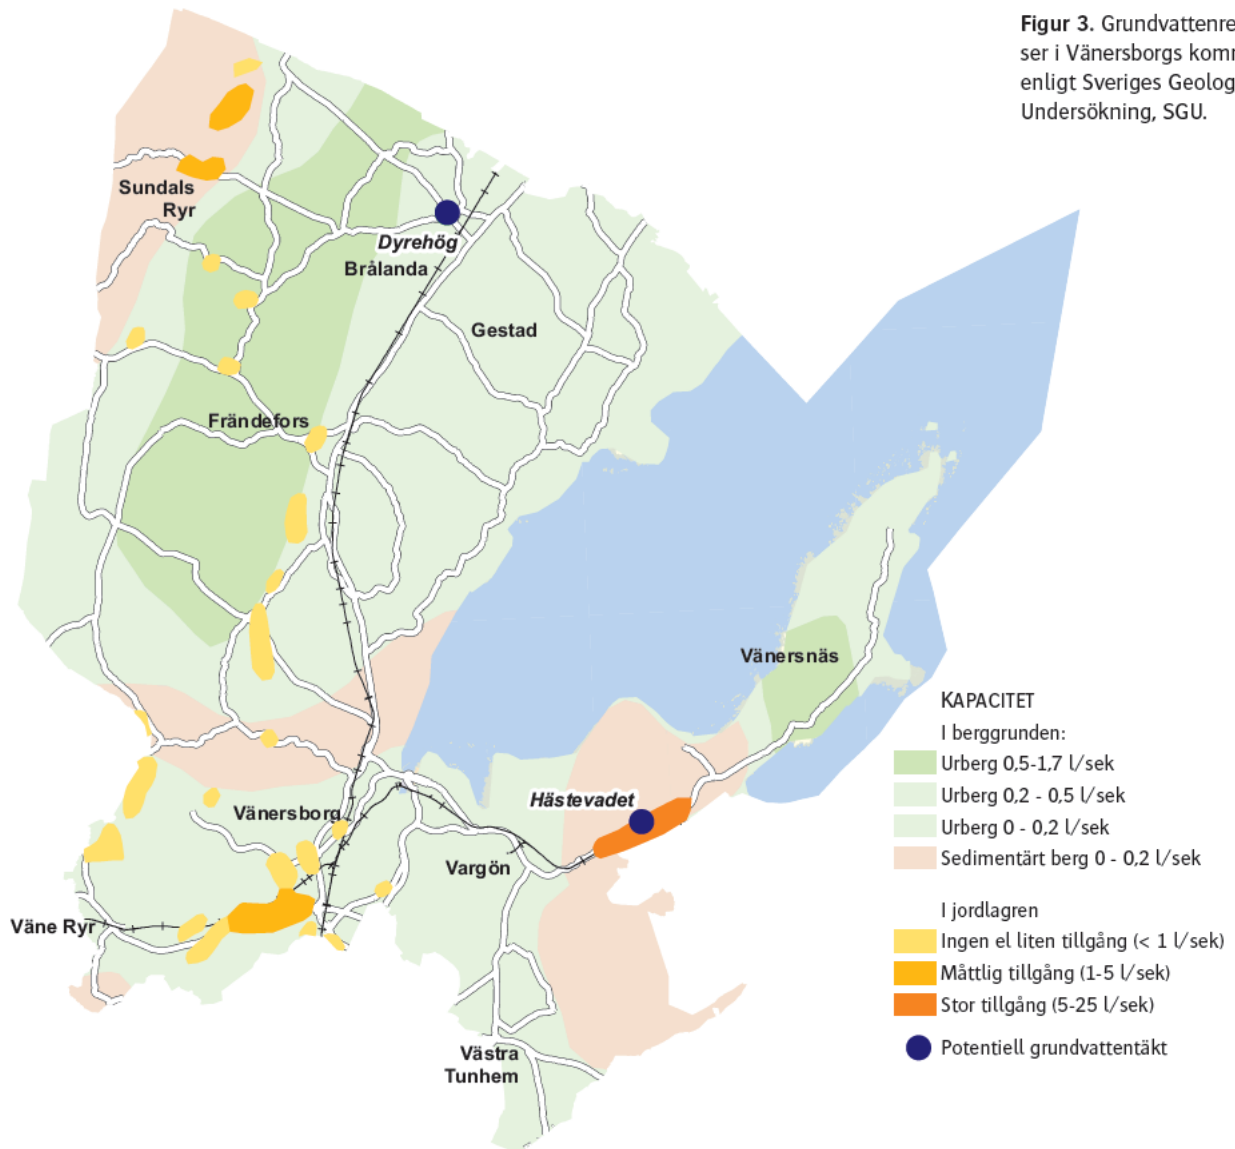 Figur 3. Grundvattenre
ser i Vänersborgs komm
enligt Sveriges Geolog
Undersökning, SGU.
Sundals
Ryr
Dyrehög
Brålanda
Gestad
Frändefors
Vänersnäs
Hästevadet
Vänersborg
Vargön
Väne Ryr
Västra
Tunhem
KAPACITET
I berggrunden:
Urberg 0,5-1,7 l/sek
Urberg 0,2 - 0,5 l/sek
Urberg 0 - 0,2 l/sek
Sedimentärt berg 0 - 0,2 l/sek
I jordlagren
Ingen el liten tillgång (< 1 l/sek)
Måttlig tillgång (1-5 l/sek)
Stor tillgång (5-25 l/sek)
Potentiell grundvattentäkt